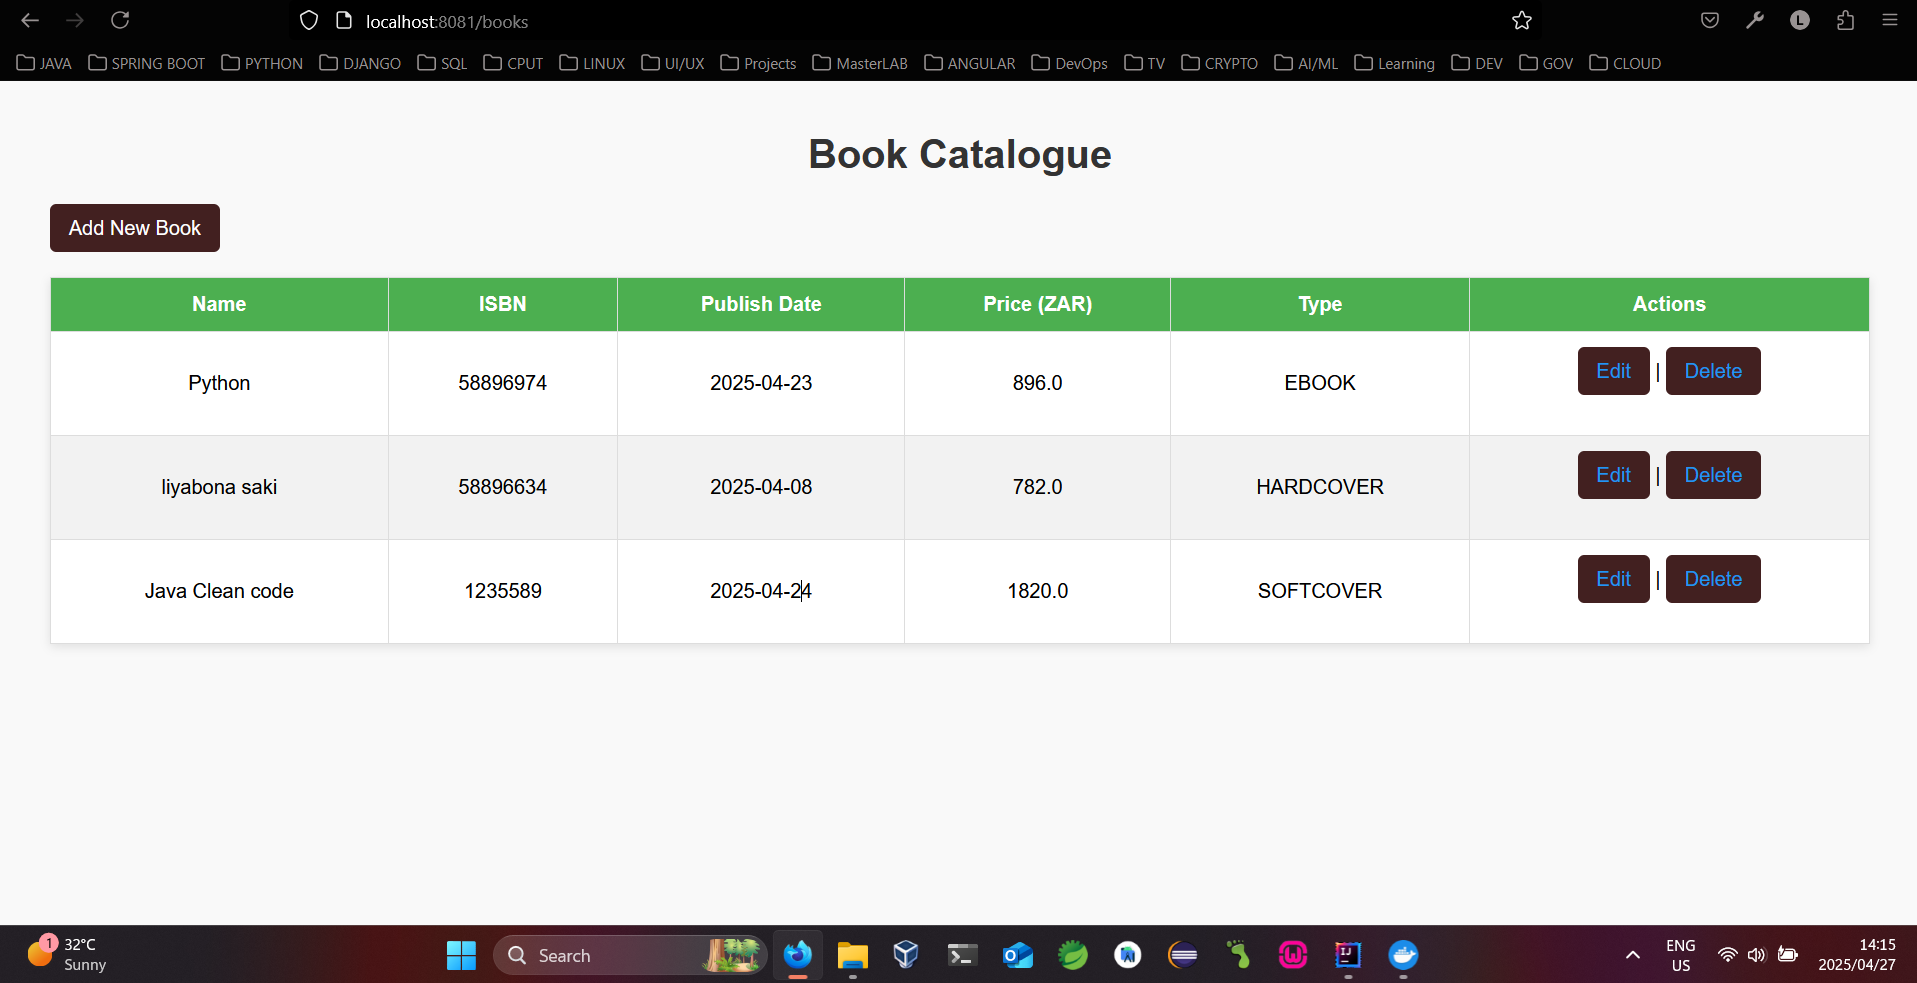 localhost:8081/books
JAVA SPRING BOOT PYTHON DJANGO SQL CPUT LINUX UI/UX Projects MasterLAB ANGULAR DevOps TV CRYPTO AI/ML Learning DEV GOV CLOUD
Book Catalogue
Add New Book
Name ISBN Publish Date Price (ZAR) Type Actions
Python 58896974 2025-04-23 896.0 EBOOK Edit | Delete
liyabona saki 58896634 2025-04-08 782.0 HARDCOVER Edit | Delete
Java Clean code 1235589 2025-04-24 1820.0 SOFTCOVER Edit | Delete
1 32°C
Sunny
Search
ENG
US
14:15
2025/04/27